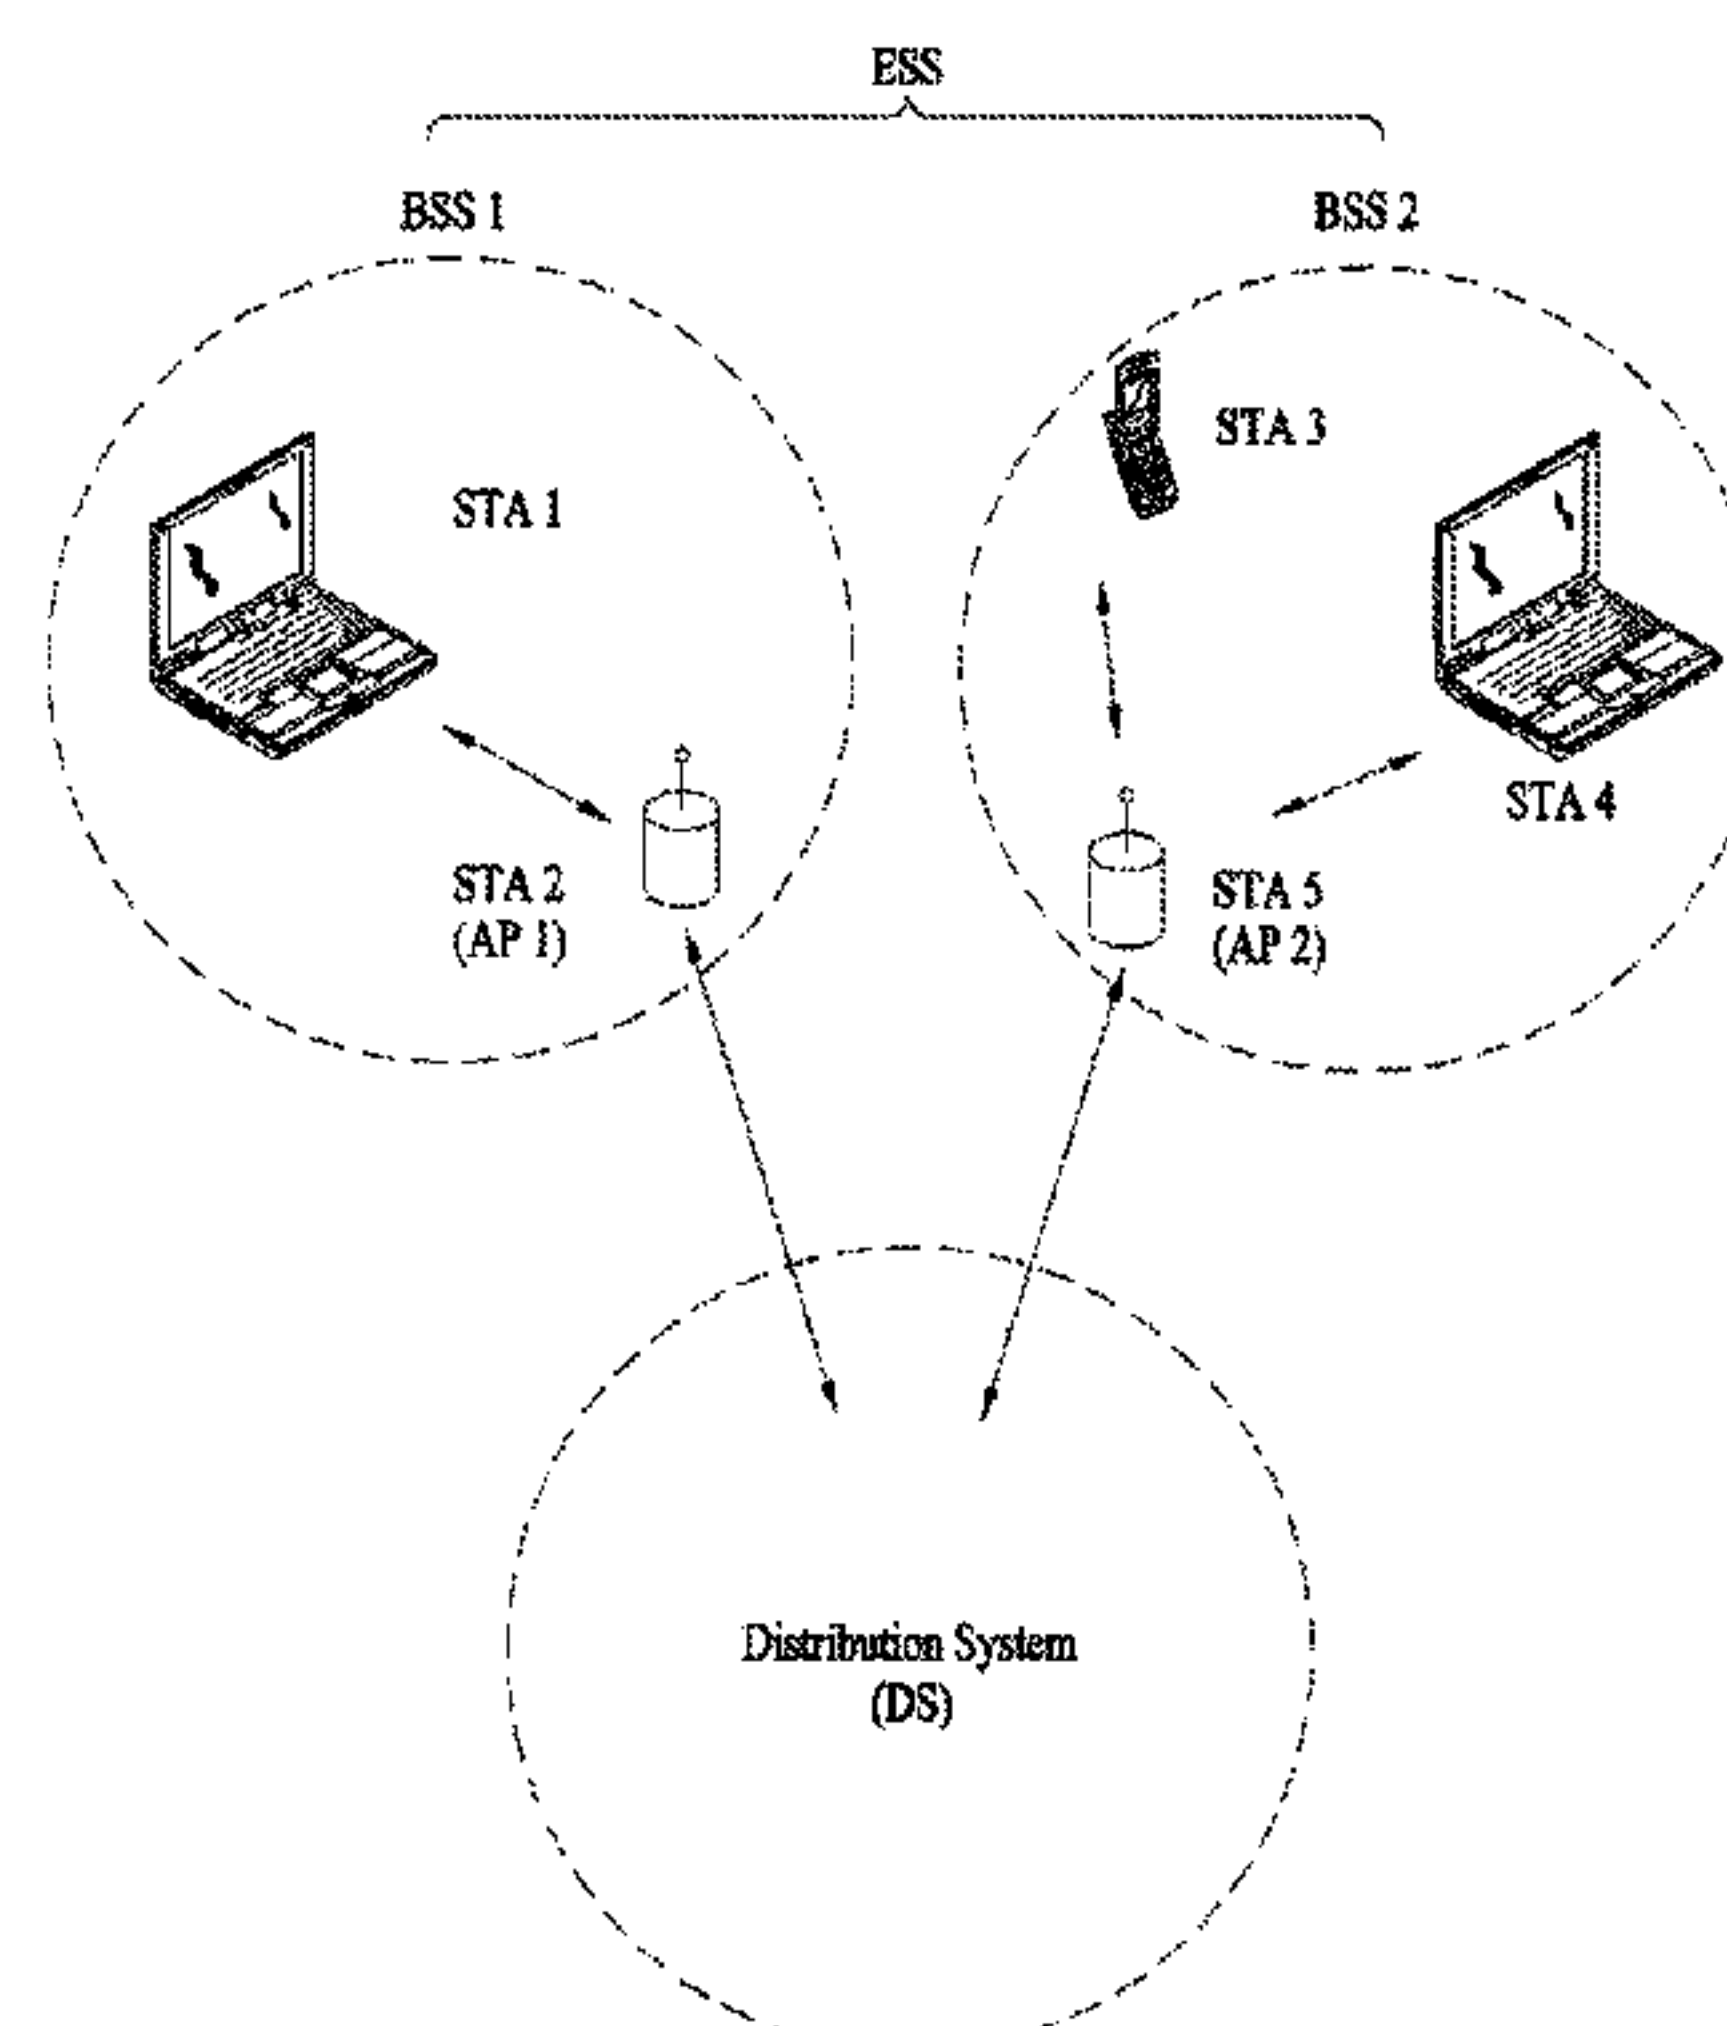 ESS
BSS 1
BSS 2
STA 3
STA 1
STA 4
STA 2
(AP 1)
STA 5
(AP 2)
Distribution System
(DS)